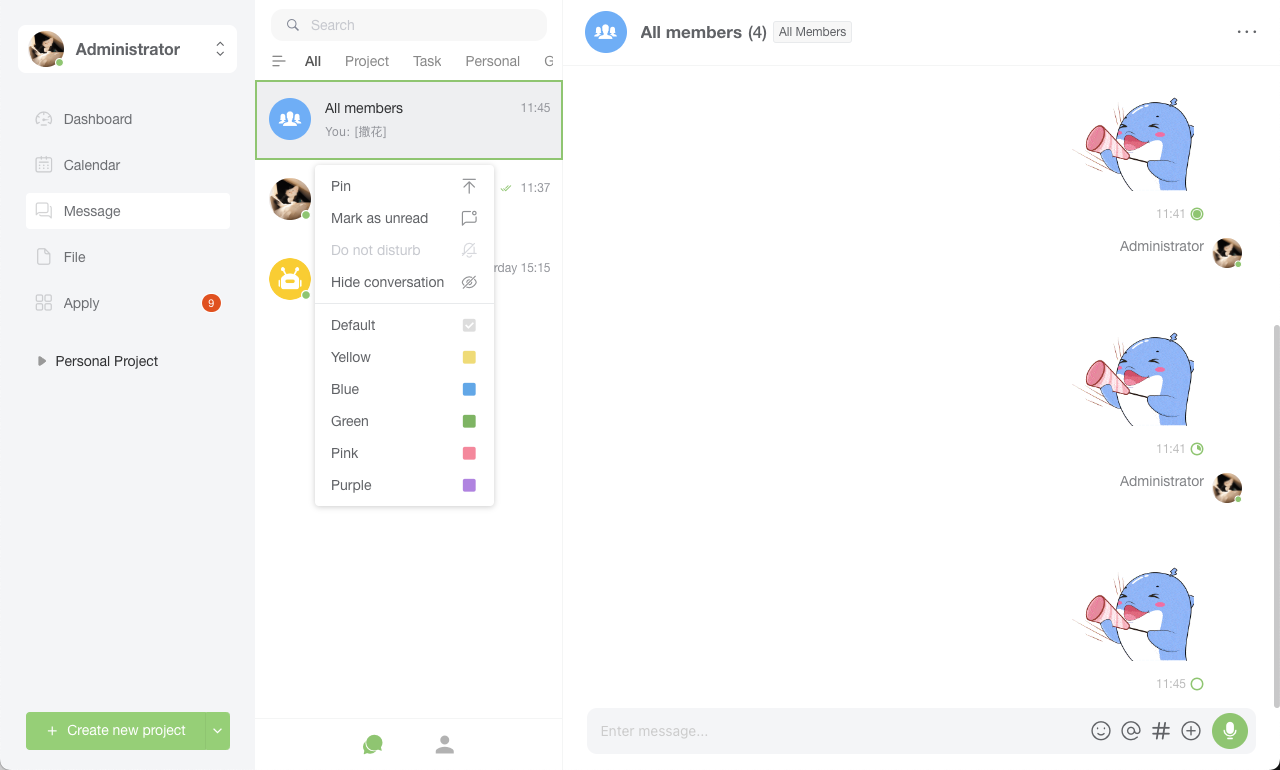 Administrator
Dashboard
Calendar
Message
File
Apply
9
Personal Project
+ Create new project
Search
All Project Task Personal G
All members 11:45
You: [撒花]
11:37
rday 15:15
Pin
Mark as unread
Do not disturb
Hide conversation
Default
Yellow
Blue
Green
Pink
Purple
All members (4) All Members
11:41
Administrator
11:41
Administrator
11:45
Enter message...